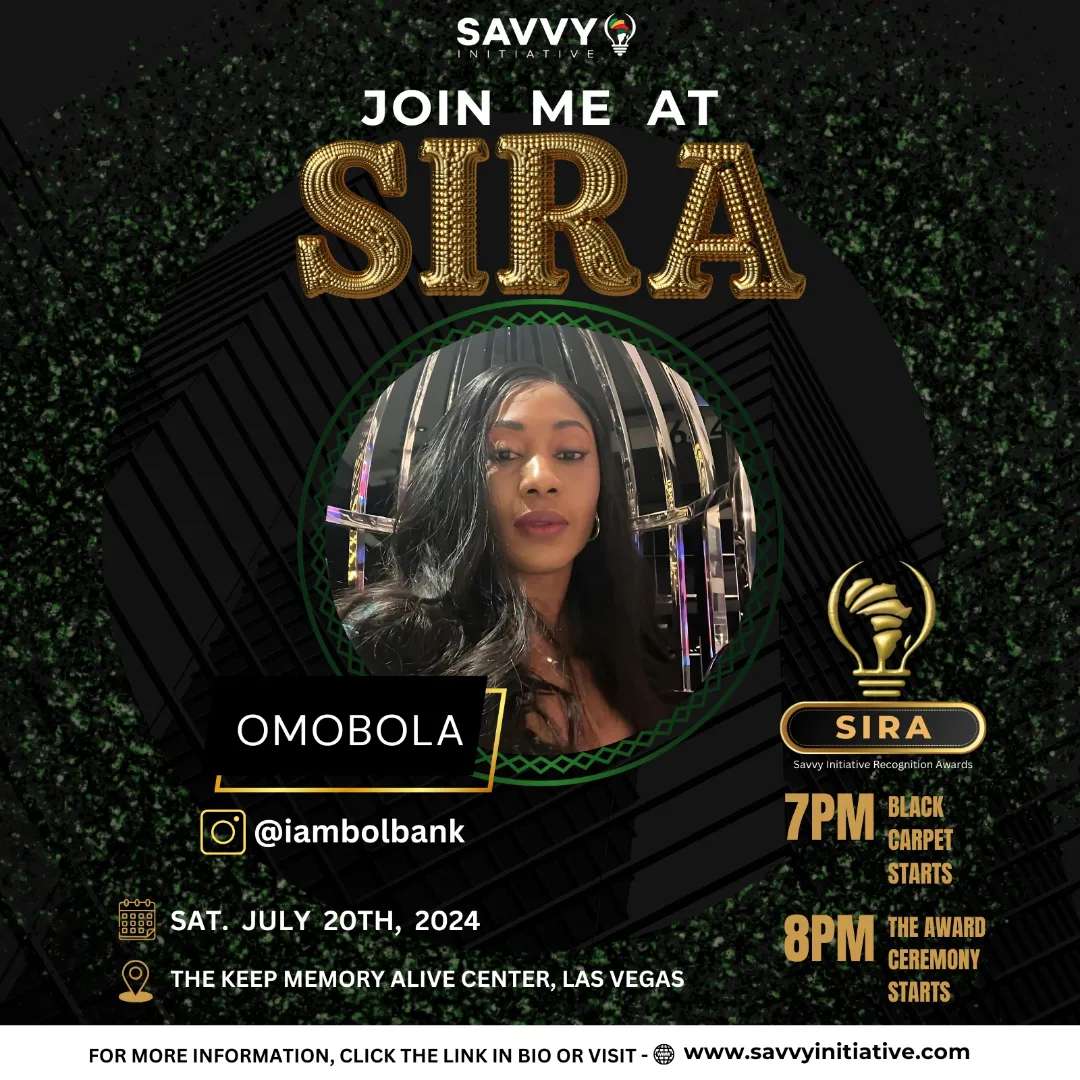 SAVVY
INITIATIVE
JOIN ME AT
SIRA
OMOBOLA
@iambolbank
SAT. JULY 20TH, 2024
THE KEEP MEMORY ALIVE CENTER, LAS VEGAS
SIRA
Savvy Initiative Recognition Awards
7PM BLACK
CARPET
STARTS
8PM THE AWARD
CEREMONY
STARTS
FOR MORE INFORMATION, CLICK THE LINK IN BIO OR VISIT - www.savvyinitiative.com